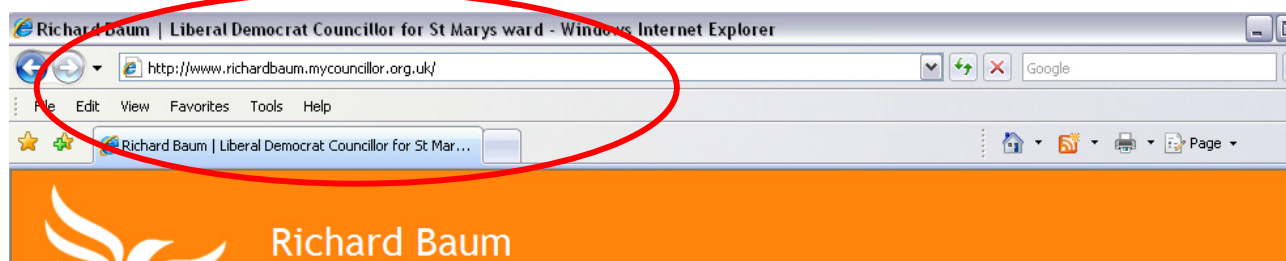 Richard Baum | Liberal Democrat Councillor for St Marys ward - Windows Internet Explorer
http://www.richardbaum.mycouncillor.org.uk/
Google
File Edit View Favorites Tools Help
Richard Baum | Liberal Democrat Councillor for St Mar...
Page
Richard Baum